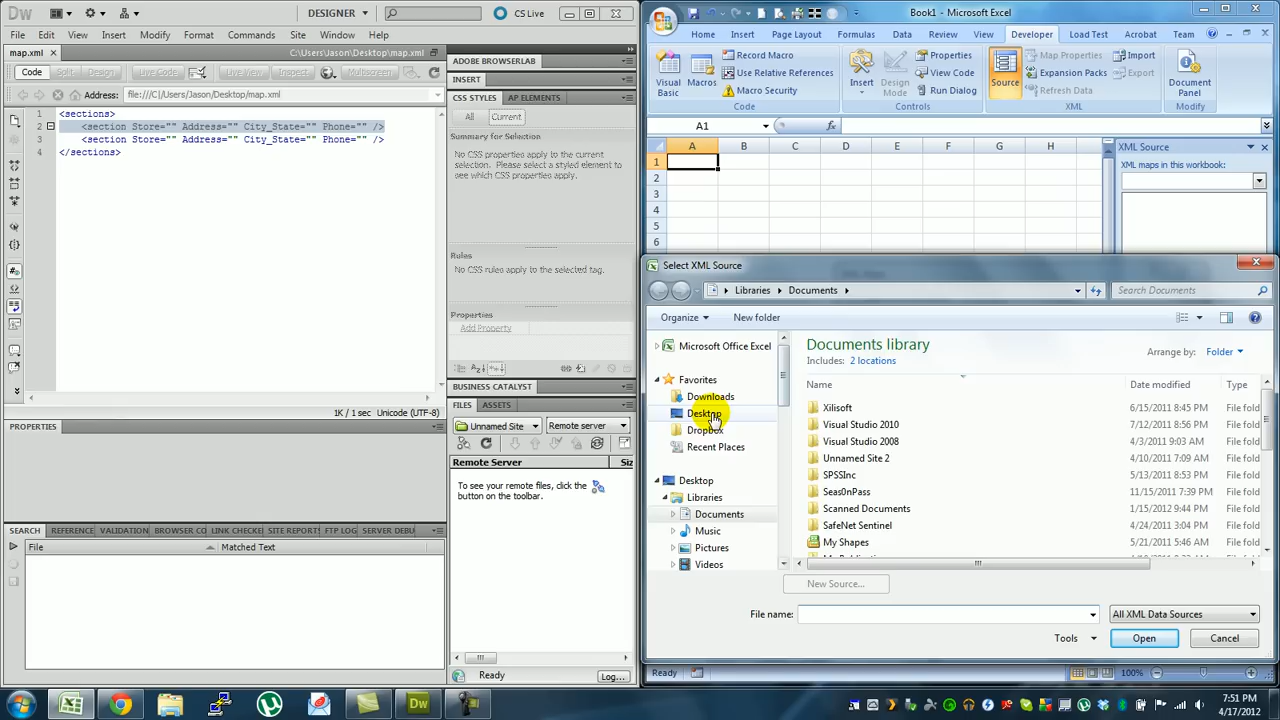 Dw
DESIGNER
CS Live
File Edit View Insert Modify Format Commands
Site Window Help
map.xml
C:\Users\Jason\Desktop\map.xml
Code Split Design Live Code Live View Inspect Multiscreen
Address: file:///C|/Users/Jason/Desktop/map.xml
1 <sections>
2 <section Store="" Address="" City_State="" Phone="" />
3 <section Store="" Address="" City_State="" Phone="" />
4 </sections>
1K / 1 sec Unicode (UTF-8)
PROPERTIES
ADOBE BROWSERLAB
INSERT
CSS STYLES AP ELEMENTS
All Current
Summary for Selection
No CSS properties apply to the current
selection. Please select a styled element to
see which CSS properties apply.
Rules
No CSS rules apply to the selected tag.
Properties
Add Property
BUSINESS CATALYST
FILES ASSETS
Unnamed Site Remote server
Remote Server Siz
To see your remote files, click the
button on the toolbar.
Ready Log...
SEARCH REFERENCE VALIDATION BROWSER CO LINK CHECKE SITE REPORT FTP LOG SERVER DEBU
File Matched Text
Book1 - Microsoft Excel
Home Insert Page Layout Formulas Data Review View Developer Load Test Acrobat Team
Visual
Basic
Macros
Record Macro
Use Relative References
Macro Security
Code
Insert
Design
Mode
Properties
View Code
Run Dialog
Controls
Source
Map Properties
Expansion Packs
Refresh Data
Import
Export
XML
Document
Panel
Modify
A1
fx
A B C D E F G H
1
2
3
4
5
6
XML Source
XML maps in this workbook:
Select XML Source
Libraries Documents
Search Documents
Organize New folder
Microsoft Office Excel
Favorites
Downloads
Desktop
Dropbox
Recent Places
Desktop
Libraries
Documents
Music
Pictures
Videos
Documents library
Includes: 2 locations
Arrange by: Folder
Name Date modified Type
Xilisoft 6/15/2011 8:45 PM File fold
Visual Studio 2010 7/12/2011 8:56 PM File fold
Visual Studio 2008 4/3/2011 9:03 AM File fold
Unnamed Site 2 4/10/2011 7:09 AM File fold
SPSSInc 5/13/2011 8:53 PM File fold
Seas0nPass 11/15/2011 7:39 PM File fold
Scanned Documents 1/15/2012 9:44 PM File fold
SafeNet Sentinel 4/24/2011 3:04 PM File fold
My Shapes 5/21/2011 5:46 AM File fold
New Source...
File name:
All XML Data Sources
Tools Open Cancel
Ready
100%
Dw
7:51 PM
4/17/2012